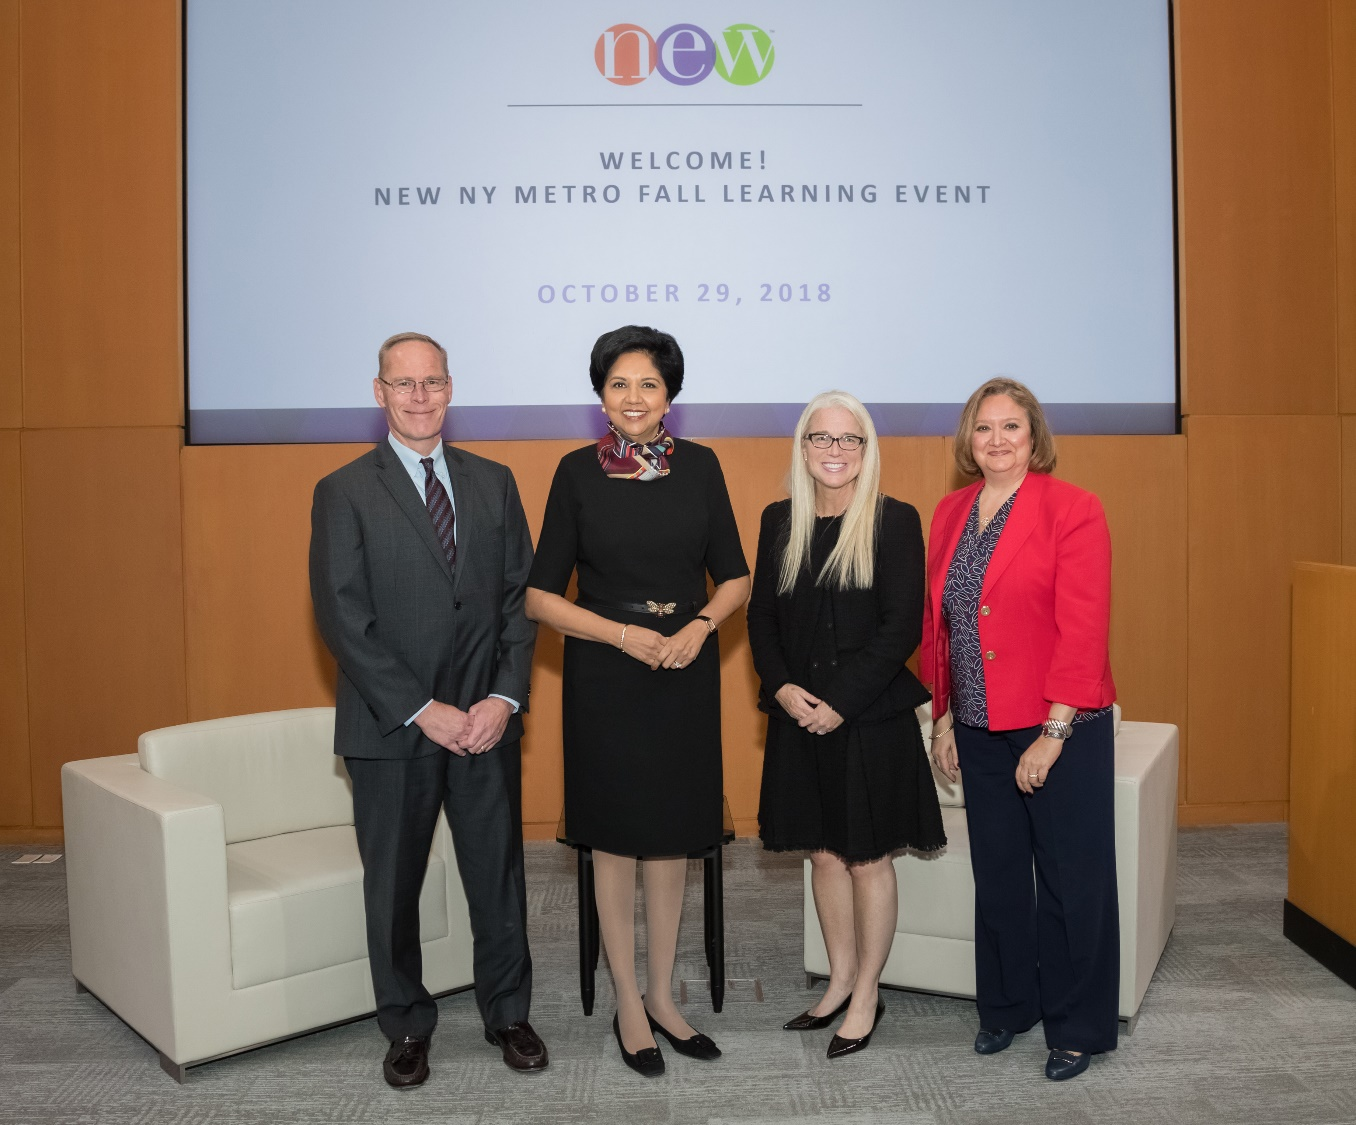 new
WELCOME!
NEW NY METRO FALL LEARNING EVENT
OCTOBER 29, 2018